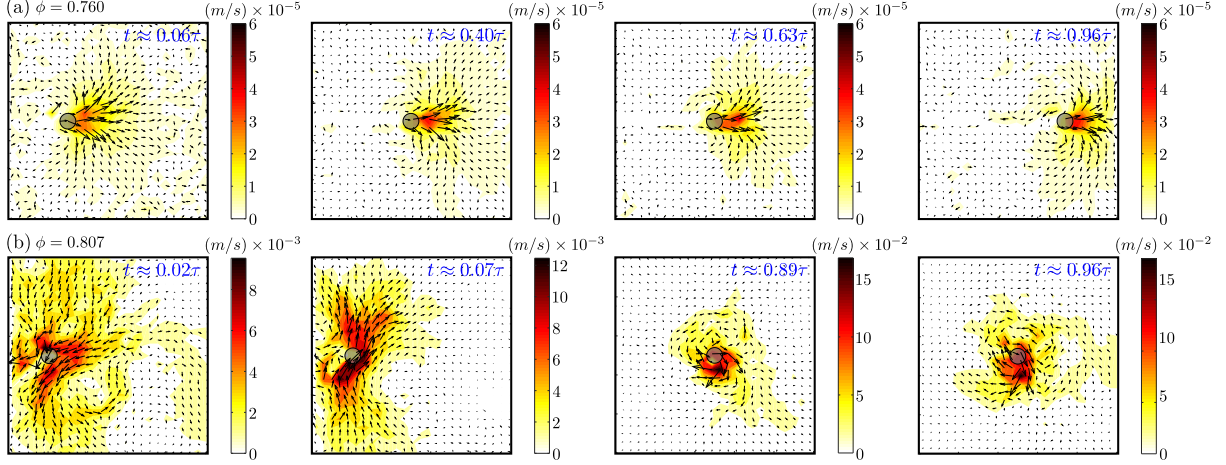 (a) ϕ = 0.760
(m/s) × 10⁻⁵ (m/s) × 10⁻⁵ (m/s) × 10⁻⁵ (m/s) × 10⁻⁵
t ≈ 0.06τ t ≈ 0.40τ t ≈ 0.63τ t ≈ 0.96τ
6 6 6 6
5 5 5 5
4 4 4 4
3 3 3 3
2 2 2 2
1 1 1 1
0 0 0 0
(b) ϕ = 0.807
(m/s) × 10⁻³ (m/s) × 10⁻³ (m/s) × 10⁻² (m/s) × 10⁻²
t ≈ 0.02τ t ≈ 0.07τ t ≈ 0.89τ t ≈ 0.96τ
8 12 15 15
6 10 10 10
4 8 5 5
2 6 0 0
0 4
2
0